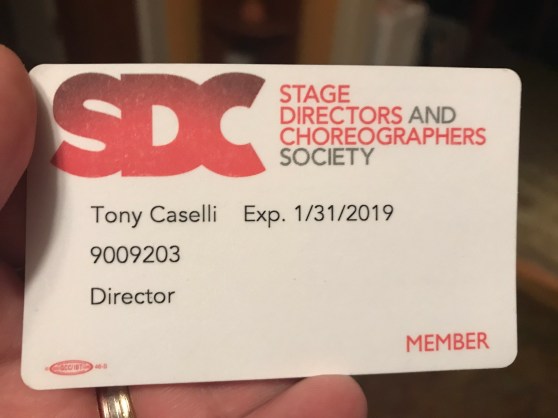 SDC
STAGE
DIRECTORS AND
CHOREOGRAPHERS
SOCIETY
Tony Caselli Exp. 1/31/2019
9009203
Director
MEMBER